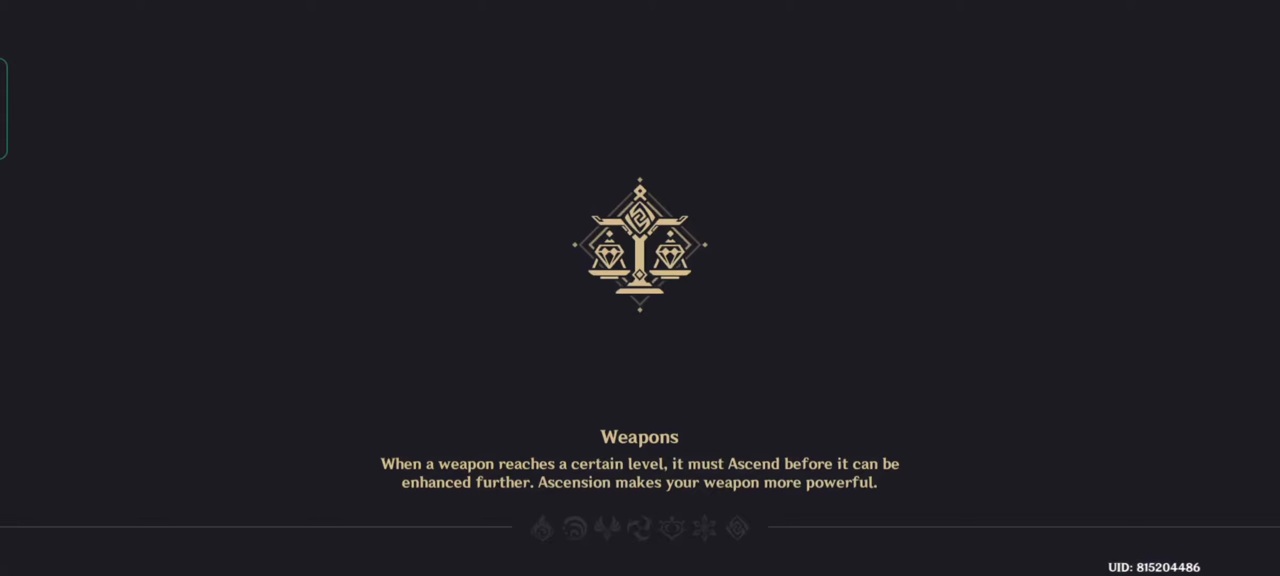 Weapons
When a weapon reaches a certain level, it must Ascend before it can be
enhanced further. Ascension makes your weapon more powerful.
UID: 815204486